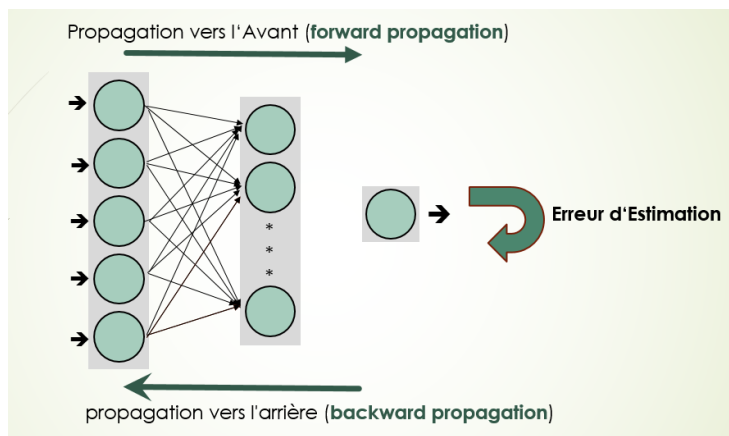 Propagation vers l‘Avant (forward propagation)
*
*
*
Erreur d‘Estimation
propagation vers l'arrière (backward propagation)